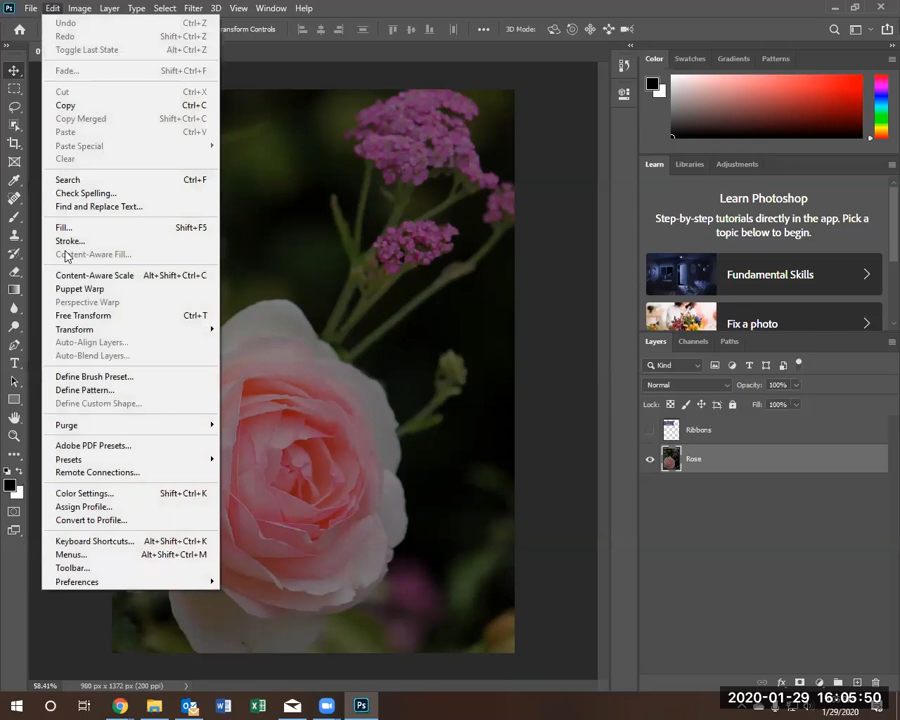 Ps File Edit Image Layer Type Select Filter 3D View Window Help
Transform Controls 3D Mode:
Undo Ctrl+Z
Redo Shift+Ctrl+Z
Toggle Last State Alt+Ctrl+Z
Fade... Shift+Ctrl+F
Cut Ctrl+X
Copy Ctrl+C
Copy Merged Shift+Ctrl+C
Paste Ctrl+V
Paste Special
Clear
Search Ctrl+F
Check Spelling...
Find and Replace Text...
Fill... Shift+F5
Stroke...
Content-Aware Fill...
Content-Aware Scale Alt+Shift+Ctrl+C
Puppet Warp
Perspective Warp
Free Transform Ctrl+T
Transform
Auto-Align Layers...
Auto-Blend Layers...
Define Brush Preset...
Define Pattern...
Define Custom Shape...
Purge
Adobe PDF Presets...
Presets
Remote Connections...
Color Settings... Shift+Ctrl+K
Assign Profile...
Convert to Profile...
Keyboard Shortcuts... Alt+Shift+Ctrl+K
Menus... Alt+Shift+Ctrl+M
Toolbar...
Preferences
Color Swatches Gradients Patterns
Learn Libraries Adjustments
Learn Photoshop
Step-by-step tutorials directly in the app. Pick a
topic below to begin.
Fundamental Skills
Fix a photo
Layers Channels Paths
Kind
Normal Opacity: 100%
Lock: Fill: 100%
Ribbons
Rose
58.41% 980 px x 1372 px (200 ppi)
2020-01-29 16:05:50
1/29/2020